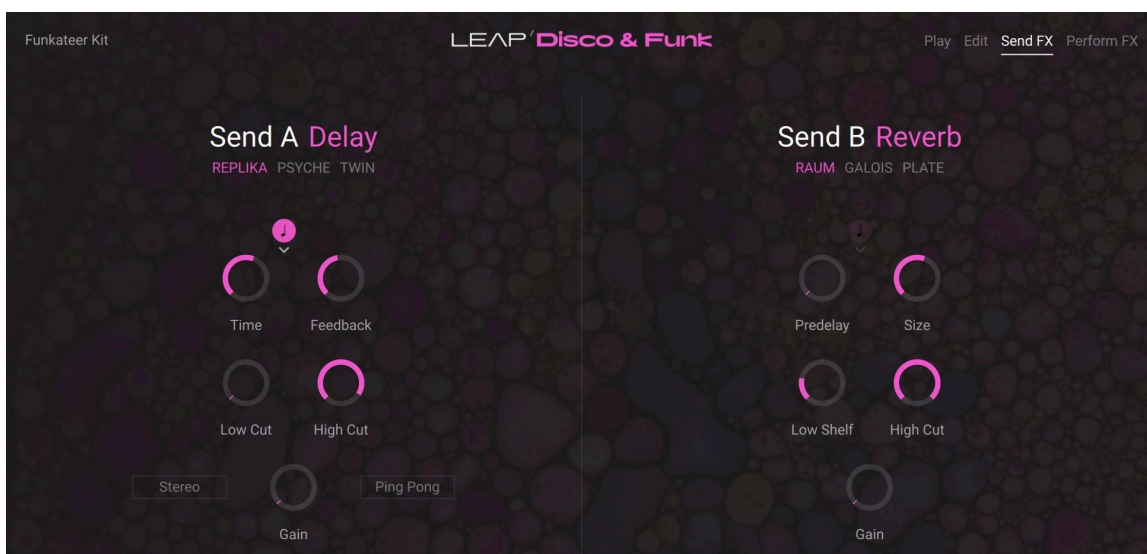 Funkateer Kit
LEAP'Disco & Funk
Play Edit Send FX Perform FX
Send A Delay
REPLIKA PSYCHE TWIN
Time Feedback
Low Cut High Cut
Stereo
Ping Pong
Gain
Send B Reverb
RAUM GALOIS PLATE
Predelay Size
Low Shelf High Cut
Gain